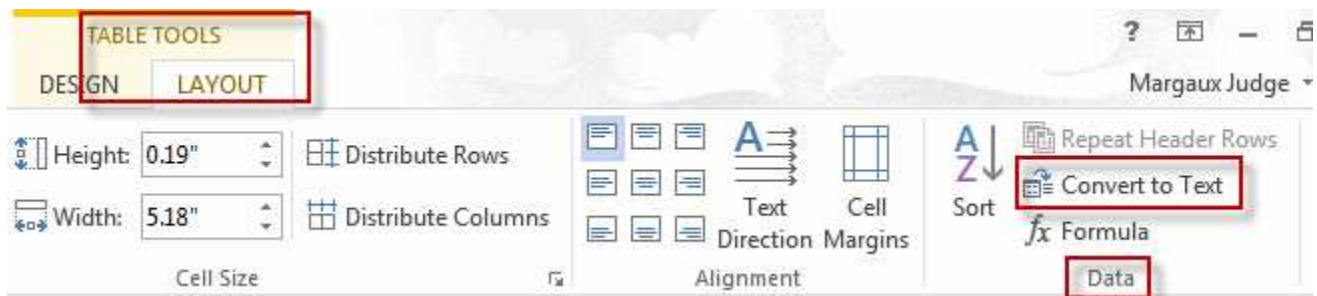 TABLE TOOLS
?
DESIGN LAYOUT
Margaux Judge
Height: 0.19"
Distribute Rows
Width: 5.18"
Distribute Columns
Cell Size
Text Direction
Cell Margins
Alignment
A Z
Sort
Repeat Header Rows
Convert to Text
fx Formula
Data